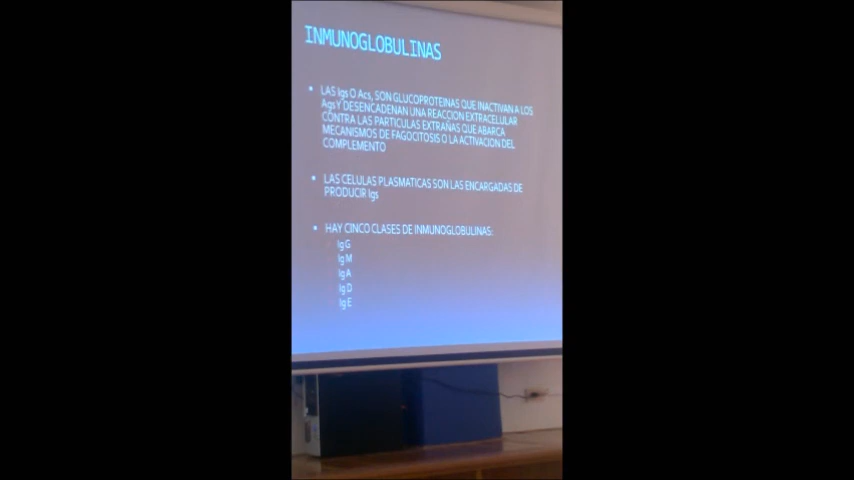 INMUNOGLOBULINAS
• LAS Igs O Acs, SON GLUCOPROTEINAS QUE INACTIVAN A LOS
Ags Y DESENCADENAN UNA REACCION EXTRACELULAR
CONTRA LAS PARTICULAS EXTRAÑAS QUE ABARCA
MECANISMOS DE FAGOCITOSIS O LA ACTIVACION DEL
COMPLEMENTO
• LAS CELULAS PLASMATICAS SON LAS ENCARGADAS DE
PRODUCIR Igs
• HAY CINCO CLASES DE INMUNOGLOBULINAS:
Ig G
Ig M
Ig A
Ig D
Ig E